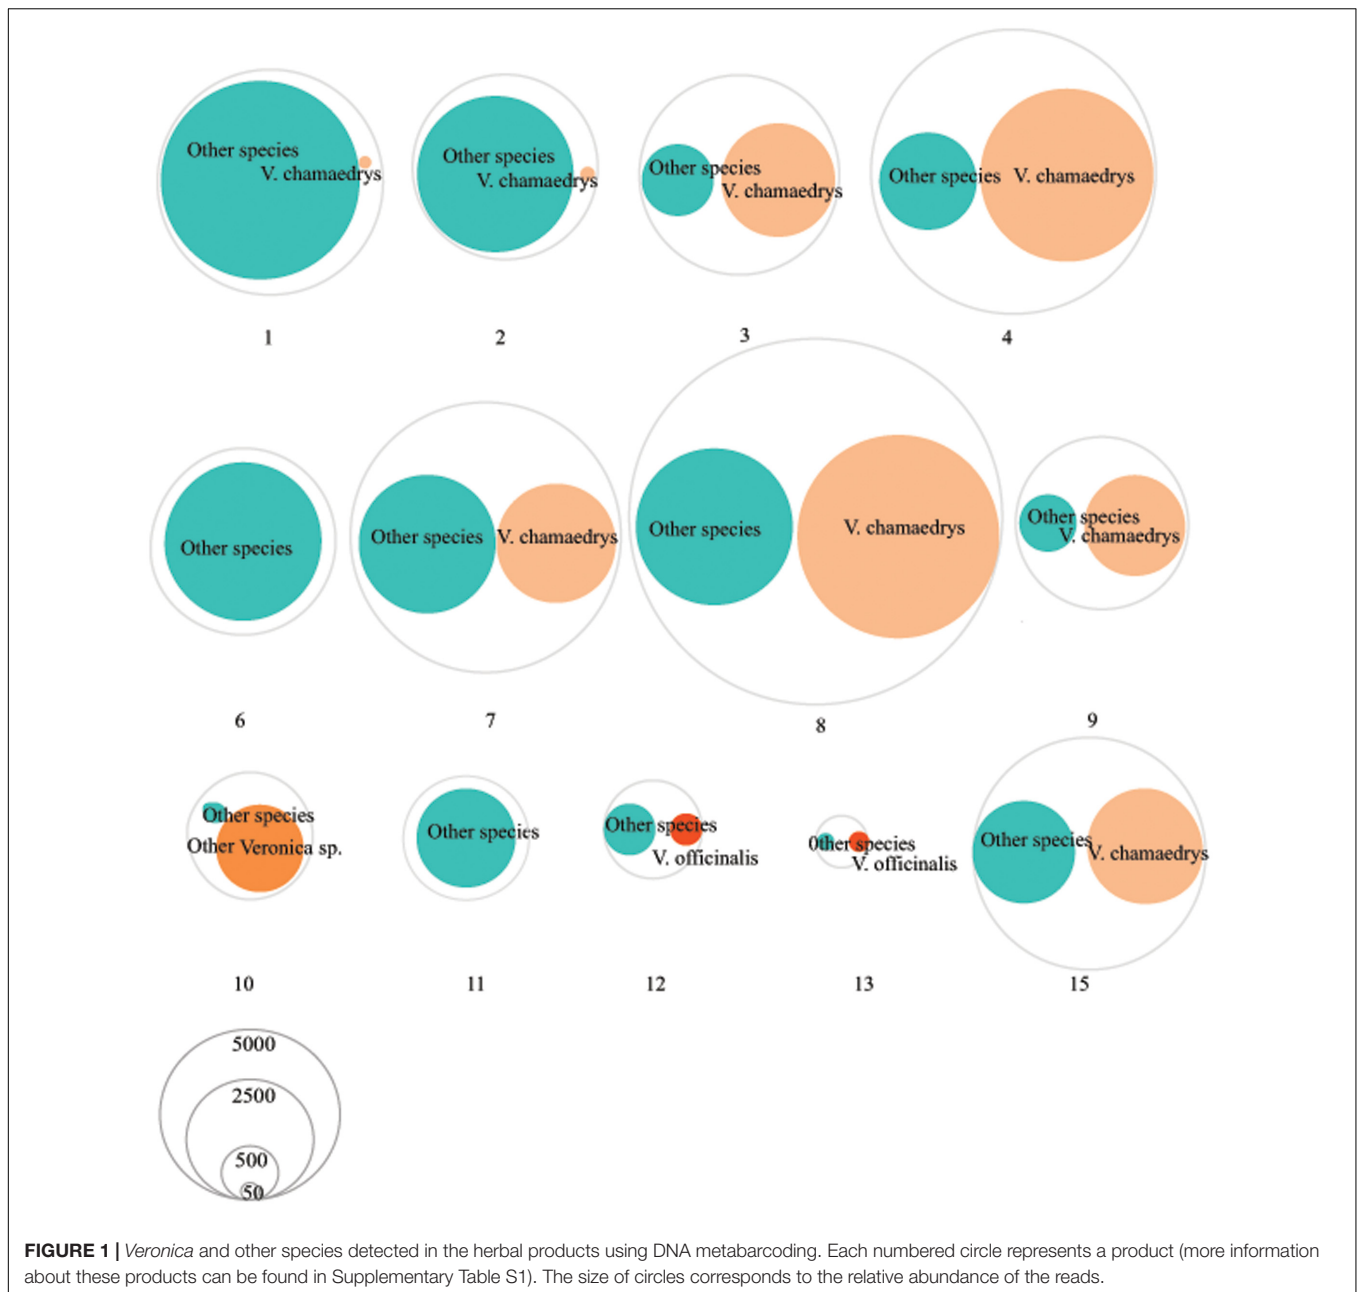 Other species
V. chamaedrys
Other species
V. chamaedrys
Other species
V. chamaedrys
Other species
V. chamaedrys
1
2
3
4
Other species
Other species
V. chamaedrys
Other species
V. chamaedrys
Other species
V. chamaedrys
6
7
8
9
Other species
Other Veronica sp.
Other species
Other species
V. officinalis
Other species
V. officinalis
Other species
V. chamaedrys
10
11
12
13
15
5000
2500
500
50
FIGURE 1 | Veronica and other species detected in the herbal products using DNA metabarcoding. Each numbered circle represents a product (more information
about these products can be found in Supplementary Table S1). The size of circles corresponds to the relative abundance of the reads.